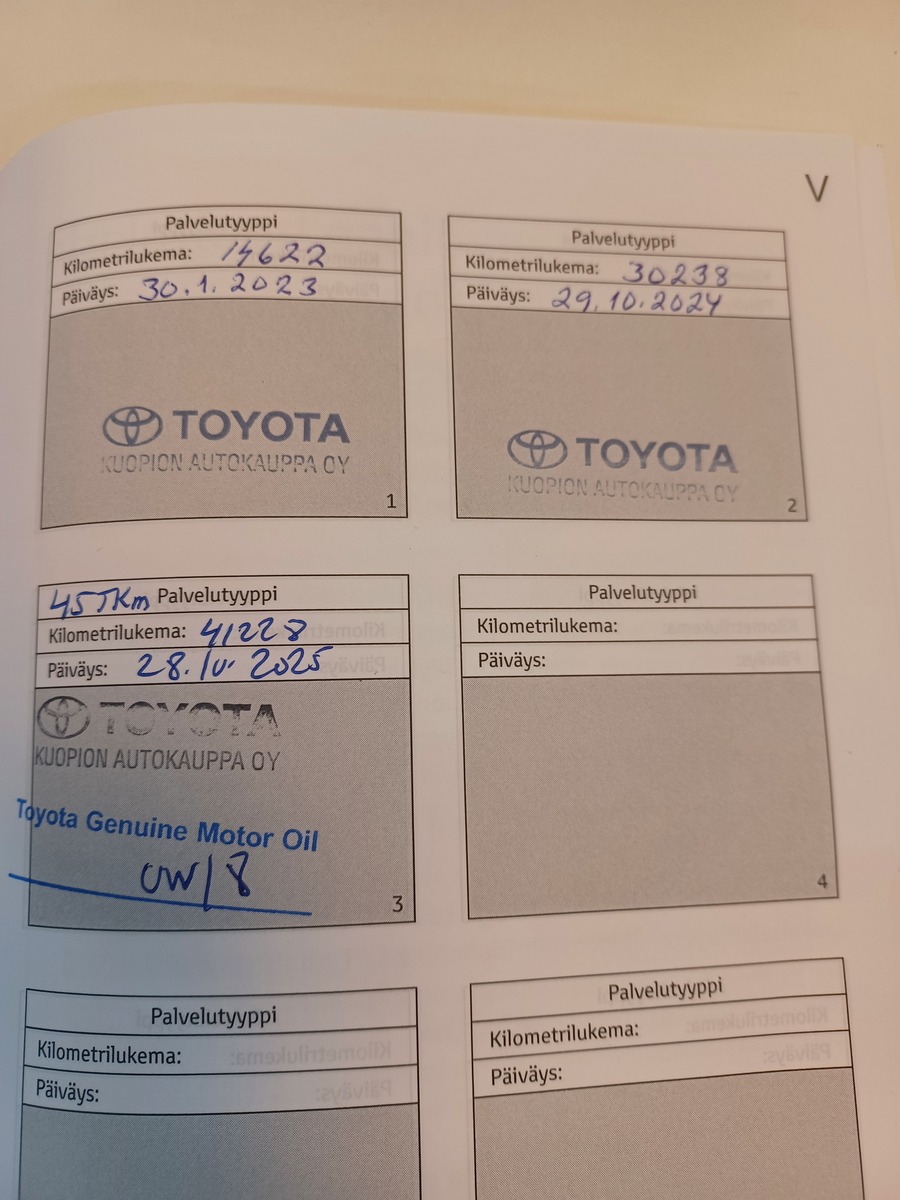 V
Palvelutyyppi
Kilometrilukema: 14622
Päiväys: 30.1.2023
TOYOTA
KUOPION AUTOKAUPPA OY
1
Palvelutyyppi
Kilometrilukema: 30238
Päiväys: 29.10.2024
TOYOTA
KUOPION AUTOKAUPPA OY
2
45TKm Palvelutyyppi
Kilometrilukema: 41228
Päiväys: 28.10.2025
TOYOTA
KUOPION AUTOKAUPPA OY
Toyota Genuine Motor Oil
0W/8
3
Palvelutyyppi
Kilometrilukema:
Päiväys:
4
Palvelutyyppi
Kilometrilukema:
Päiväys:
Palvelutyyppi
Kilometrilukema:
Päiväys: